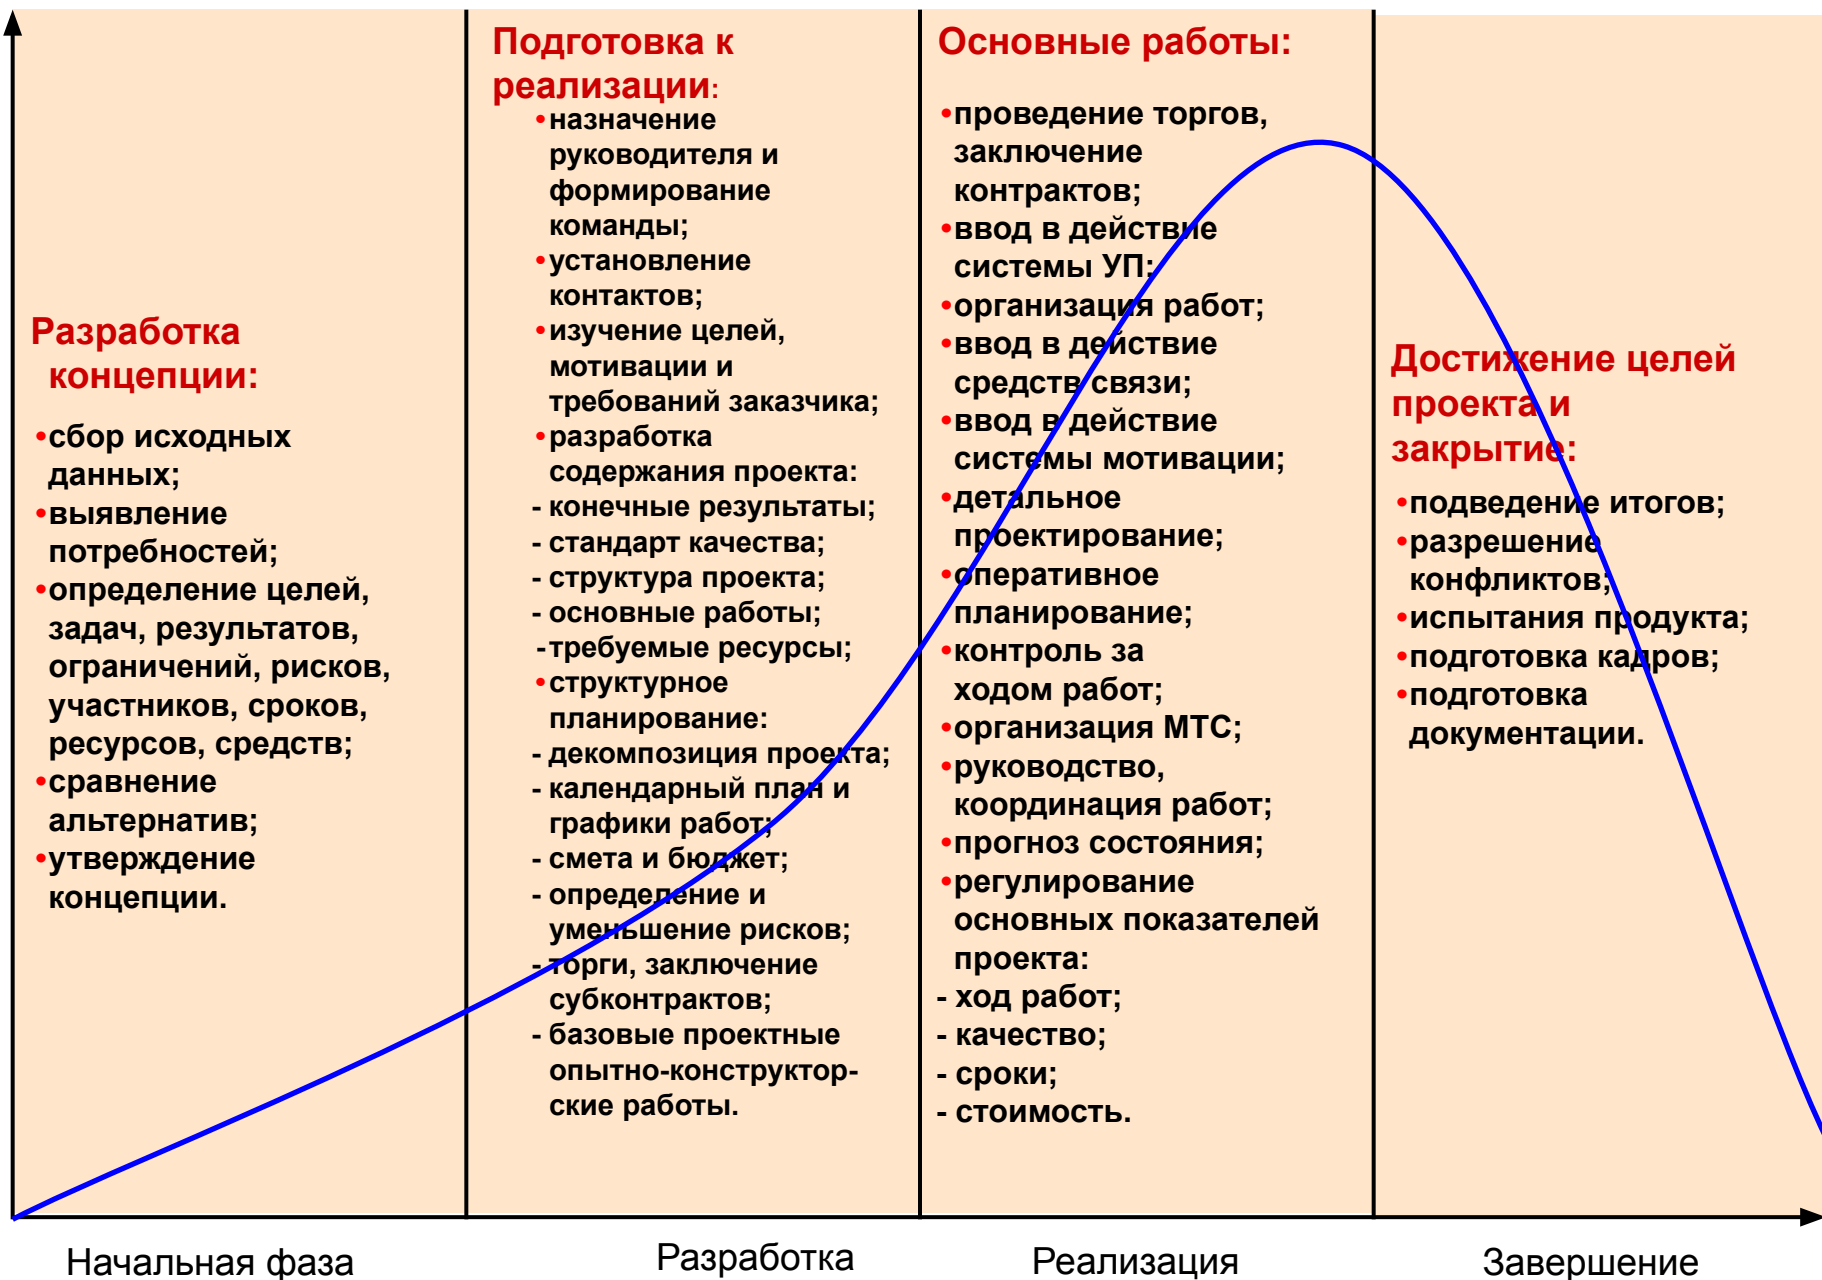 Разработка
концепции:
•сбор исходных
данных;
•выявление
потребностей;
•определение целей,
задач, результатов,
ограничений, рисков,
участников, сроков,
ресурсов, средств;
•сравнение
альтернатив;
•утверждение
концепции.
Подготовка к
реализации:
•назначение
руководителя и
формирование
команды;
•установление
контактов;
•изучение целей,
мотивации и
требований заказчика;
•разработка
содержания проекта:
- конечные результаты;
- стандарт качества;
- структура проекта;
- основные работы;
-требуемые ресурсы;
•структурное
планирование:
- декомпозиция проекта;
- календарный план и
графики работ;
- смета и бюджет;
- определение и
уменьшение рисков;
- торги, заключение
субконтрактов;
- базовые проектные
опытно-конструктор-
ские работы.
Основные работы:
•проведение торгов,
заключение
контрактов;
•ввод в действие
системы УП;
•организация работ;
•ввод в действие
средств связи;
•ввод в действие
системы мотивации;
•детальное
проектирование;
•оперативное
планирование;
•контроль за
ходом работ;
•организация МТС;
•руководство,
координация работ;
•прогноз состояния;
•регулирование
основных показателей
проекта:
- ход работ;
- качество;
- сроки;
- стоимость.
Достижение целей
проекта и
закрытие:
•подведение итогов;
•разрешение
конфликтов;
•испытания продукта;
•подготовка кадров;
•подготовка
документации.
Начальная фаза
Разработка
Реализация
Завершение